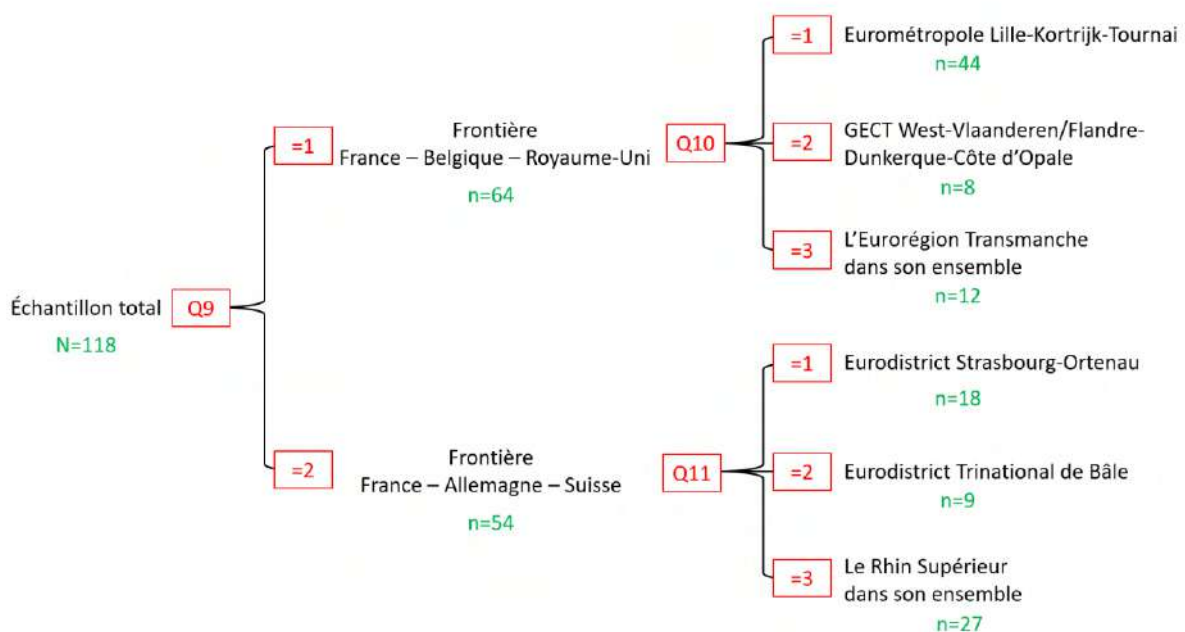 Échantillon total
N=118
Q9
=1
Frontière
France – Belgique – Royaume-Uni
n=64
Q10
=1
Eurométropole Lille-Kortrijk-Tournai
n=44
=2
GECT West-Vlaanderen/Flandre-
Dunkerque-Côte d'Opale
n=8
=3
L'Eurorégion Transmanche
dans son ensemble
n=12
=2
Frontière
France – Allemagne – Suisse
n=54
Q11
=1
Eurodistrict Strasbourg-Ortenau
n=18
=2
Eurodistrict Trinational de Bâle
n=9
=3
Le Rhin Supérieur
dans son ensemble
n=27